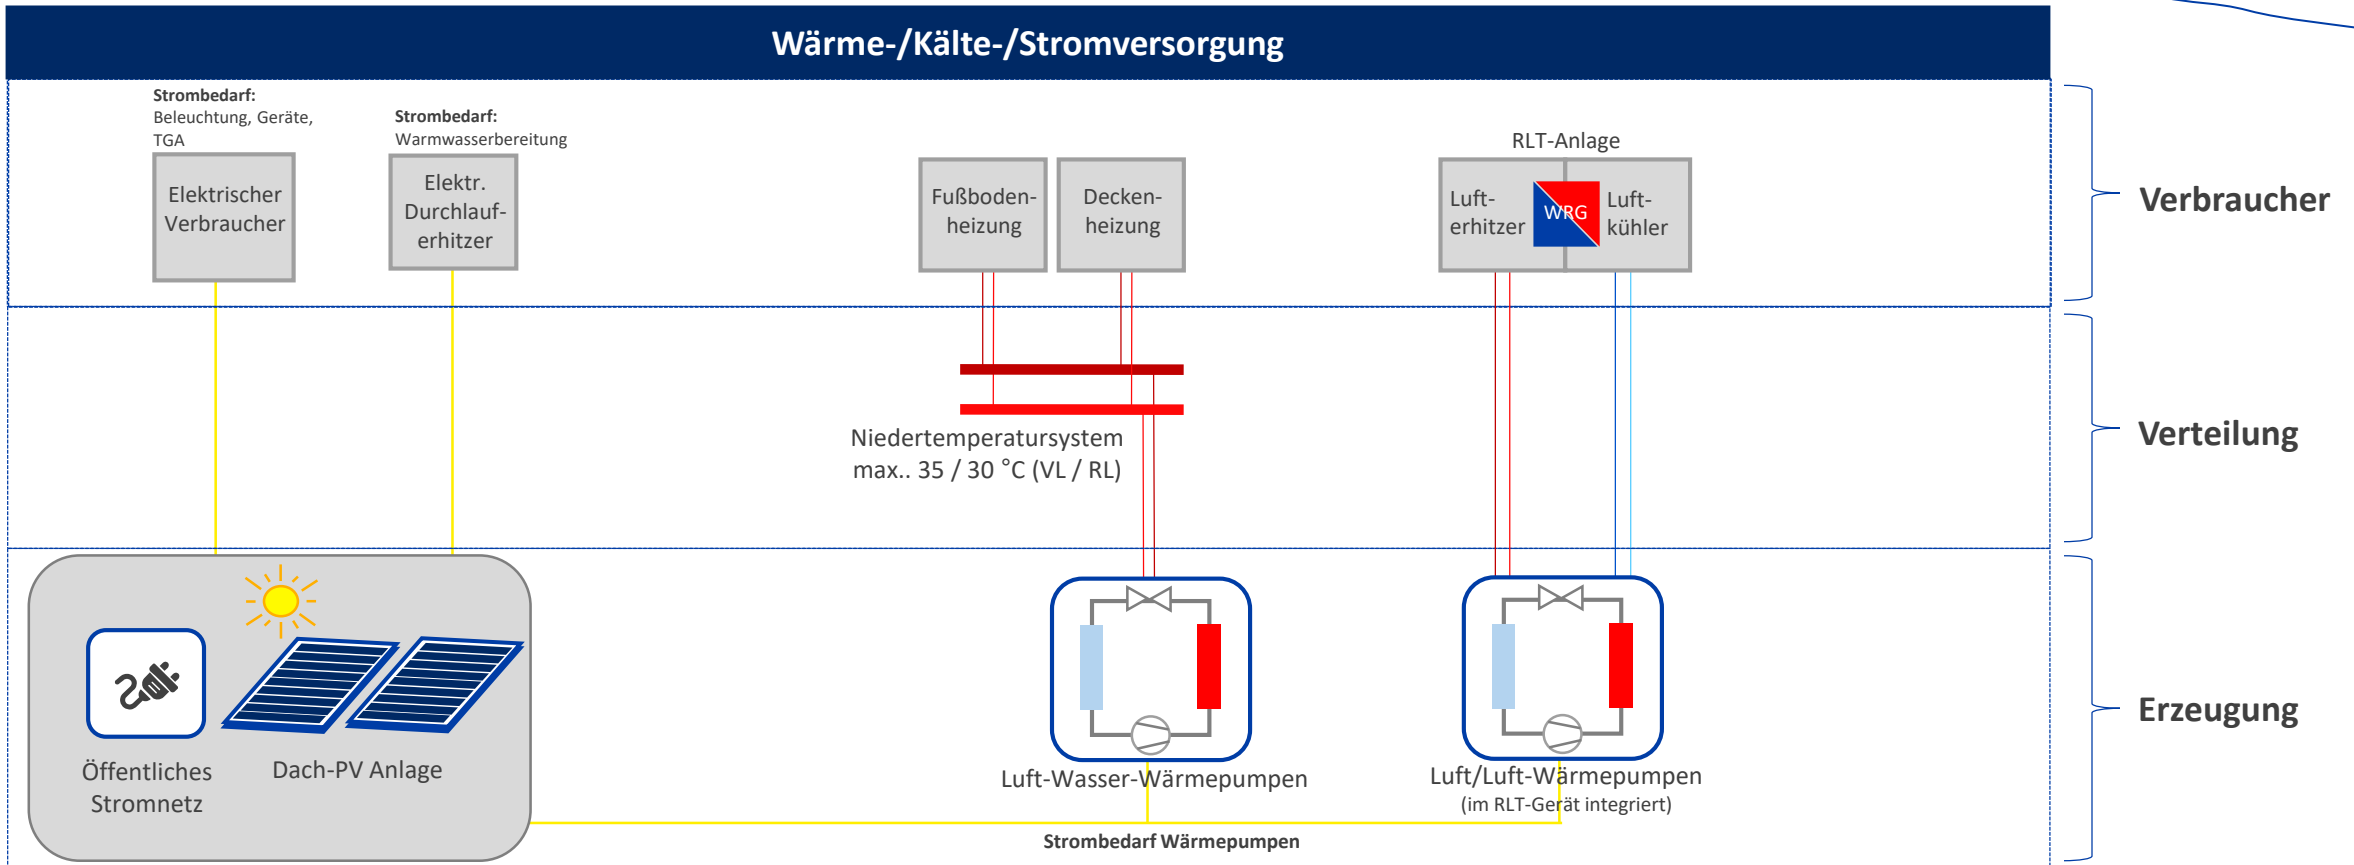 Wärme-/Kälte-/Stromversorgung
Strombedarf:
Beleuchtung, Geräte,
TGA
Elektrischer
Verbraucher
Strombedarf:
Warmwasserbereitung
Elektr.
Durchlauf-
erhitzer
Fußboden-
heizung
Decken-
heizung
RLT-Anlage
Luft-
erhitzer
WRG
Luft-
kühler
Verbraucher
Niedertemperatursystem
max.. 35 / 30 °C (VL / RL)
Verteilung
Öffentliches
Stromnetz
Dach-PV Anlage
Luft-Wasser-Wärmepumpen
Luft/Luft-Wärmepumpen
(im RLT-Gerät integriert)
Strombedarf Wärmepumpen
Erzeugung